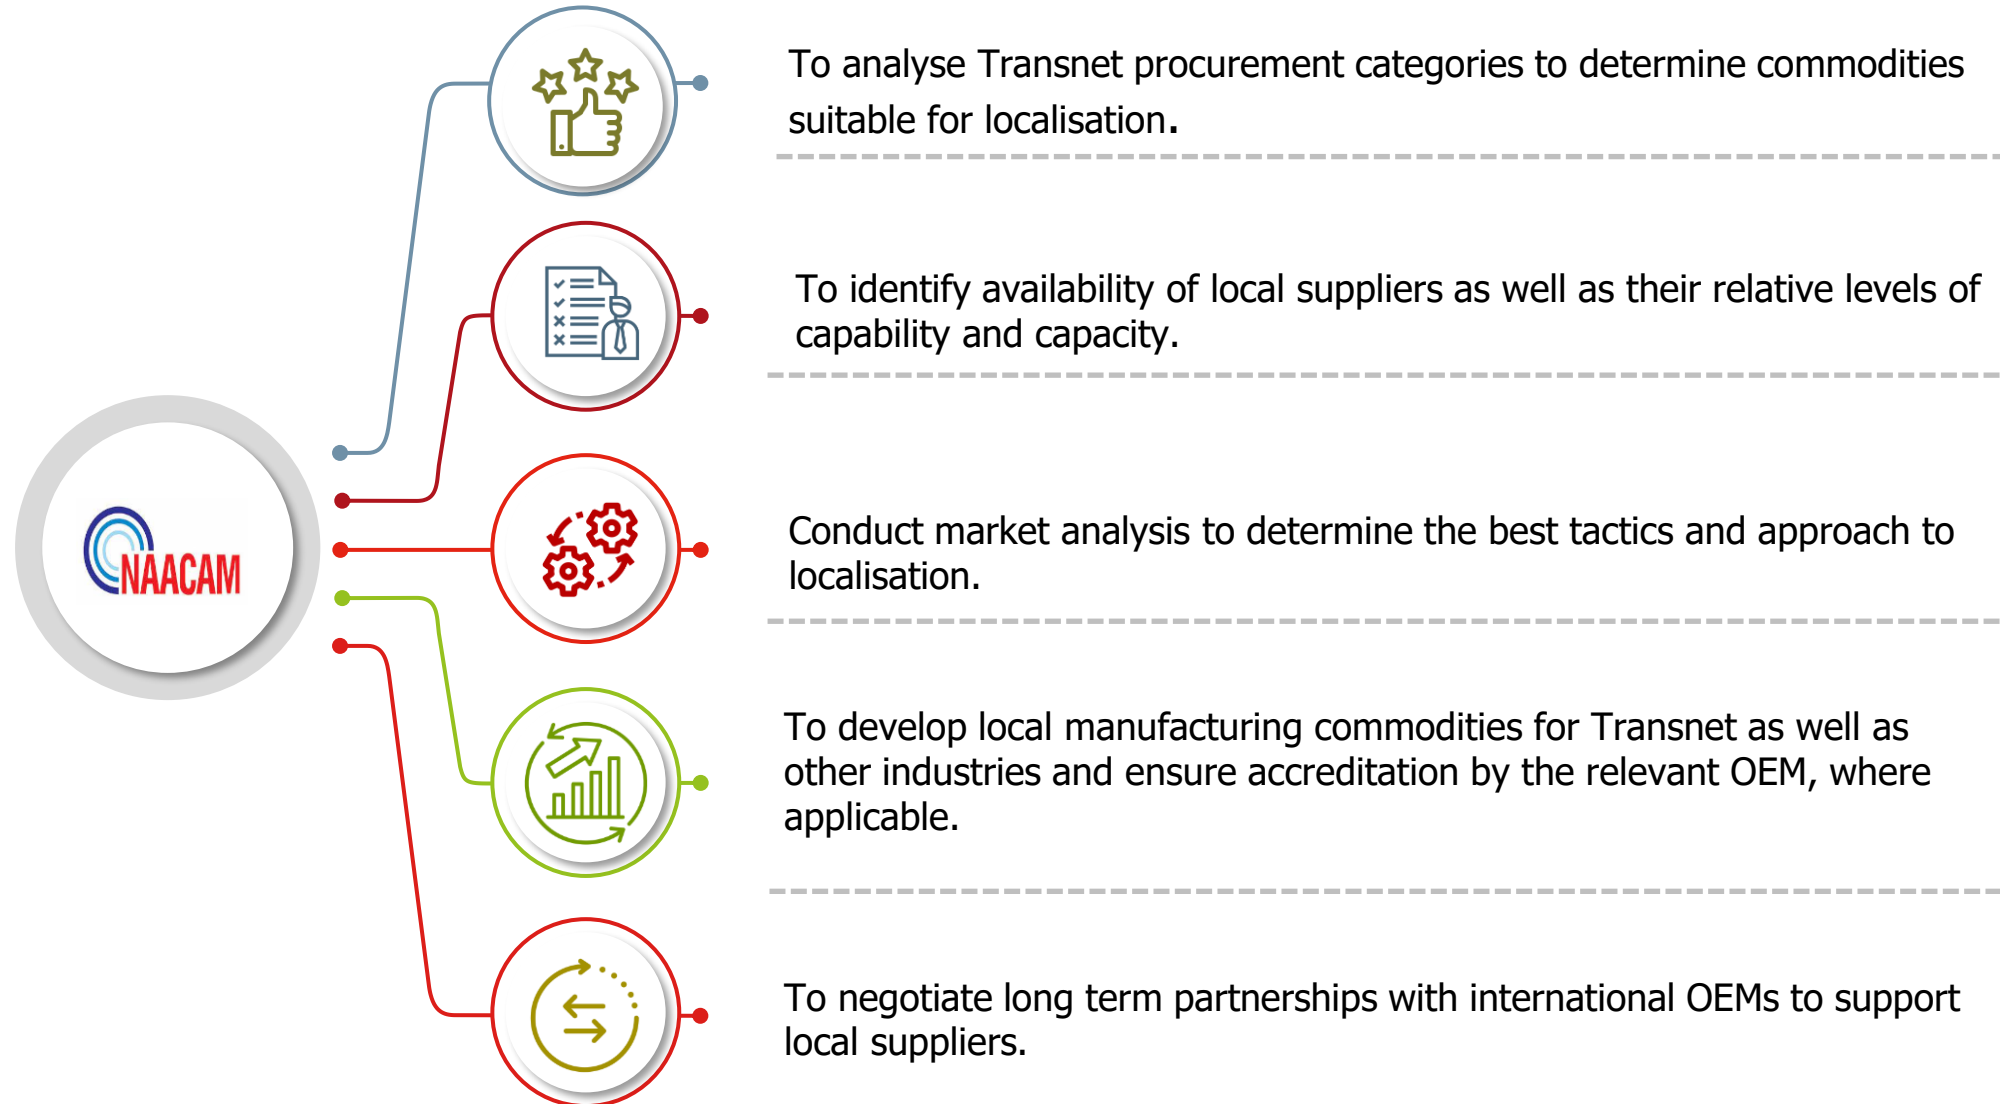 To analyse Transnet procurement categories to determine commodities
suitable for localisation.
To identify availability of local suppliers as well as their relative levels of
capability and capacity.
NAACAM
Conduct market analysis to determine the best tactics and approach to
localisation.
To develop local manufacturing commodities for Transnet as well as
other industries and ensure accreditation by the relevant OEM, where
applicable.
To negotiate long term partnerships with international OEMs to support
local suppliers.